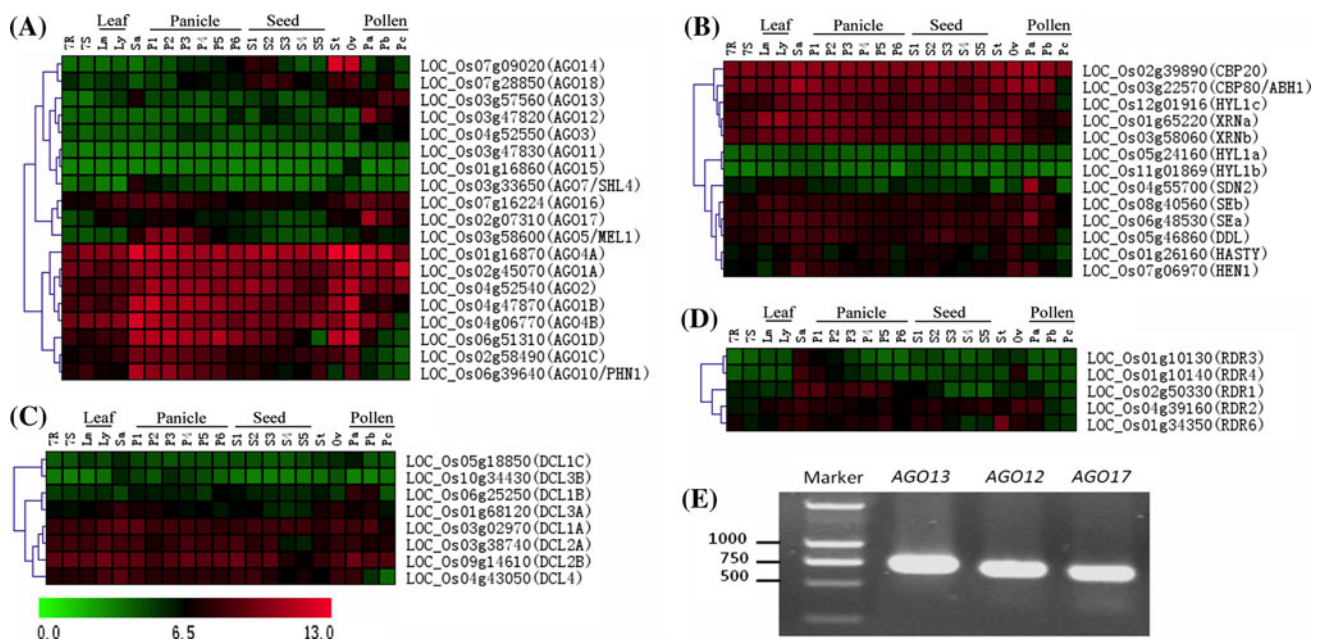 (A)
Leaf Panicle Seed Pollen
7R 7S Lm Ly Sa P1 P2 P3 P4 P5 P6 S1 S2 S3 S4 S5 St Ov Pa Pb Pc
LOC_Os07g09020(AGO14)
LOC_Os07g28850(AGO18)
LOC_Os03g57560(AGO13)
LOC_Os03g47820(AGO12)
LOC_Os04g52550(AGO3)
LOC_Os03g47830(AGO11)
LOC_Os01g16860(AGO15)
LOC_Os03g33650(AGO7/SHL4)
LOC_Os07g16224(AGO16)
LOC_Os02g07310(AGO17)
LOC_Os03g58600(AGO5/MEL1)
LOC_Os01g16870(AGO4A)
LOC_Os02g45070(AGO1A)
LOC_Os04g52540(AGO2)
LOC_Os04g47870(AGO1B)
LOC_Os04g06770(AGO4B)
LOC_Os06g51310(AGO1D)
LOC_Os02g58490(AGO1C)
LOC_Os06g39640(AGO10/PHN1)
(B)
Leaf Panicle Seed Pollen
7R 7S Lm Ly Sa P1 P2 P3 P4 P5 P6 S1 S2 S3 S4 S5 St Ov Pa Pb Pc
LOC_Os02g39890(CBP20)
LOC_Os03g22570(CBP80/ABH1)
LOC_Os12g01916(HYL1c)
LOC_Os01g65220(XRNa)
LOC_Os03g58060(XRNb)
LOC_Os05g24160(HYL1a)
LOC_Os11g01869(HYL1b)
LOC_Os04g55700(SDN2)
LOC_Os08g40560(SEb)
LOC_Os06g48530(SEa)
LOC_Os05g46860(DDL)
LOC_Os01g26160(HASTY)
LOC_Os07g06970(HEN1)
(C)
Leaf Panicle Seed Pollen
7R 7S Lm Ly Sa P1 P2 P3 P4 P5 P6 S1 S2 S3 S4 S5 St Ov Pa Pb Pc
LOC_Os05g18850(DCL1C)
LOC_Os10g34430(DCL3B)
LOC_Os06g25250(DCL1B)
LOC_Os01g68120(DCL3A)
LOC_Os03g02970(DCL1A)
LOC_Os03g38740(DCL2A)
LOC_Os09g14610(DCL2B)
LOC_Os04g43050(DCL4)
0.0 6.5 13.0
(D)
Leaf Panicle Seed Pollen
7R 7S Lm Ly Sa P1 P2 P3 P4 P5 P6 S1 S2 S3 S4 S5 St Ov Pa Pb Pc
LOC_Os01g10130(RDR3)
LOC_Os01g10140(RDR4)
LOC_Os02g50330(RDR1)
LOC_Os04g39160(RDR2)
LOC_Os01g34350(RDR6)
(E)
Marker AGO13 AGO12 AGO17
1000
750
500